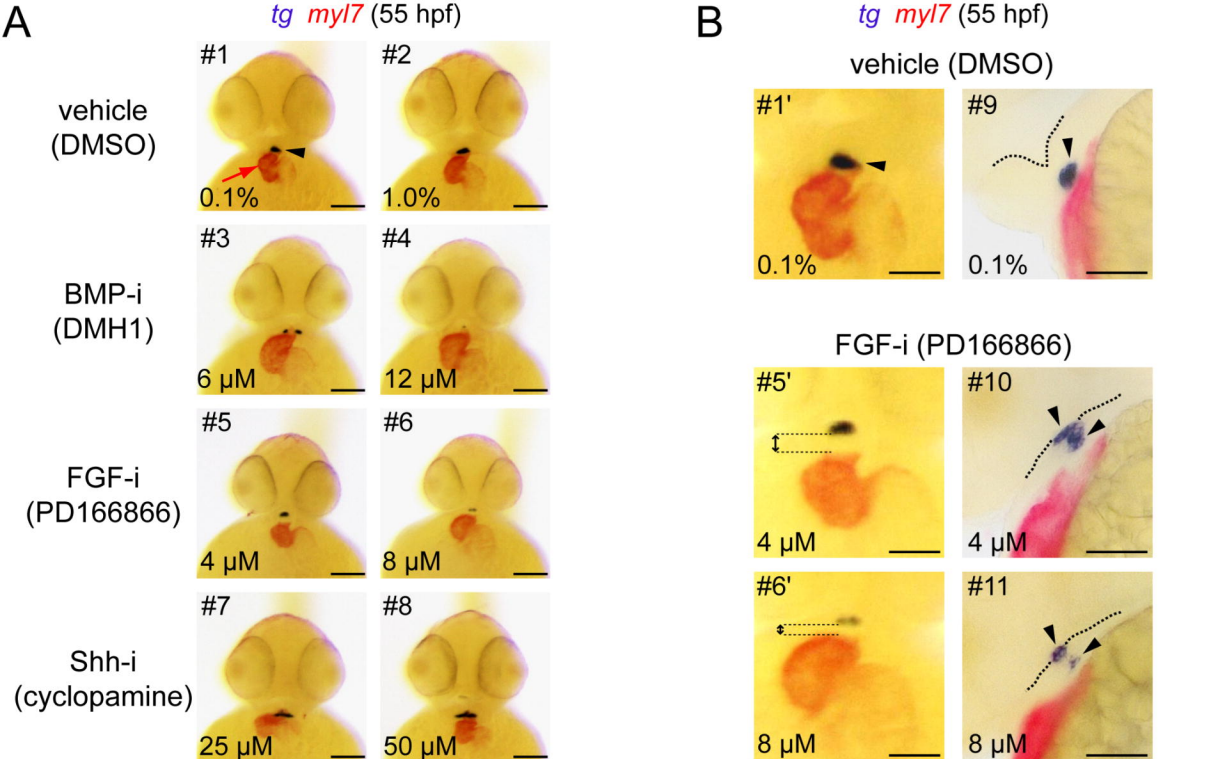 A
tg myl7 (55 hpf)
vehicle
(DMSO)
#1
0.1%
#2
1.0%
BMP-i
(DMH1)
#3
6 µM
#4
12 µM
FGF-i
(PD166866)
#5
4 µM
#6
8 µM
Shh-i
(cyclopamine)
#7
25 µM
#8
50 µM
B
tg myl7 (55 hpf)
vehicle (DMSO)
#1'
0.1%
#9
0.1%
FGF-i (PD166866)
#5'
4 µM
#10
4 µM
#6'
8 µM
#11
8 µM